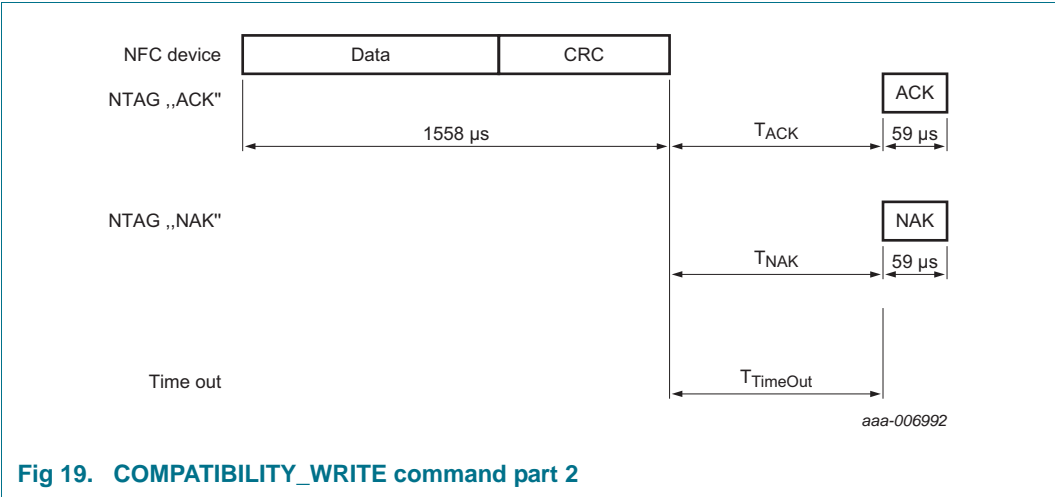 NFC device Data CRC
NTAG ,,ACK" ACK
1558 µs TACK 59 µs
NTAG ,,NAK" NAK
TNAK 59 µs
Time out TTimeOut
aaa-006992
Fig 19. COMPATIBILITY_WRITE command part 2